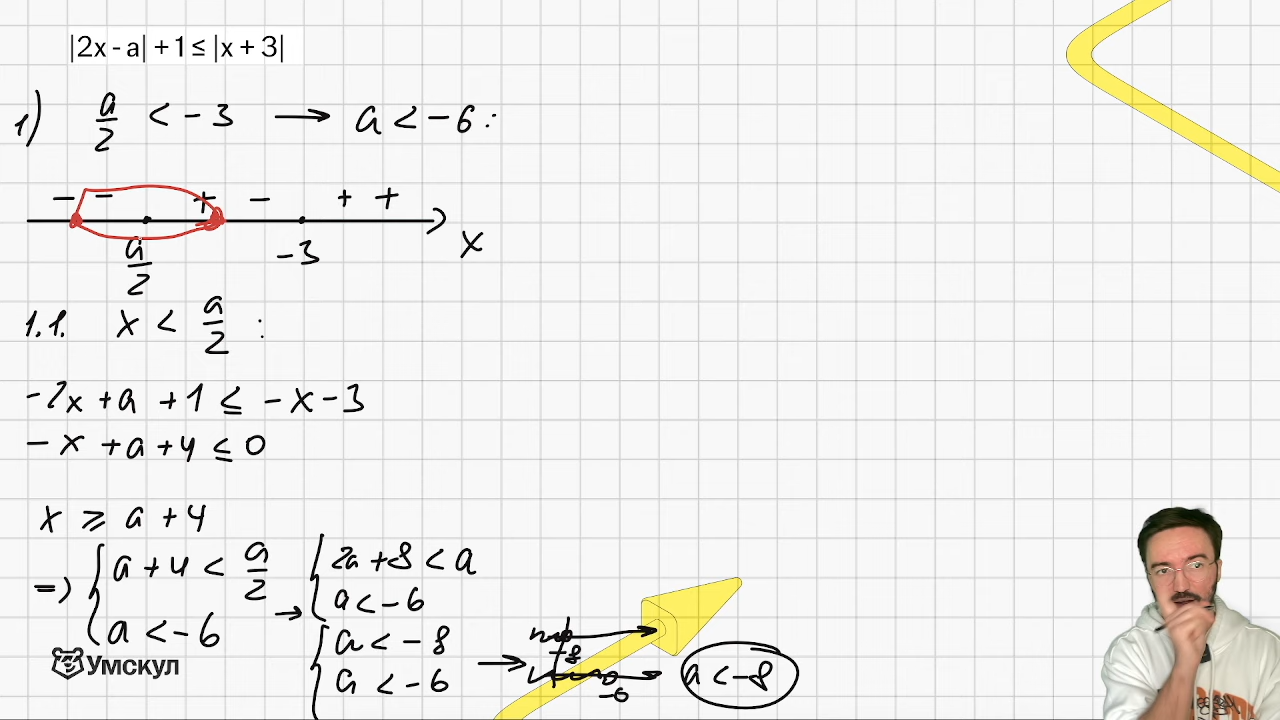 |2x - a| + 1 ≤ |x + 3|
1) a/2 < -3 → a < -6 :
- - + - + +
a/2 -3 x
1.1. x < a/2 :
-2x + a + 1 ≤ -x - 3
-x + a + 4 ≤ 0
x ≥ a + 4
=> { a + 4 < a/2 → { 2a + 8 < a
a < -6 a < -6
{ a < -8 → -8 a < -8
a < -6 -6
Умскул